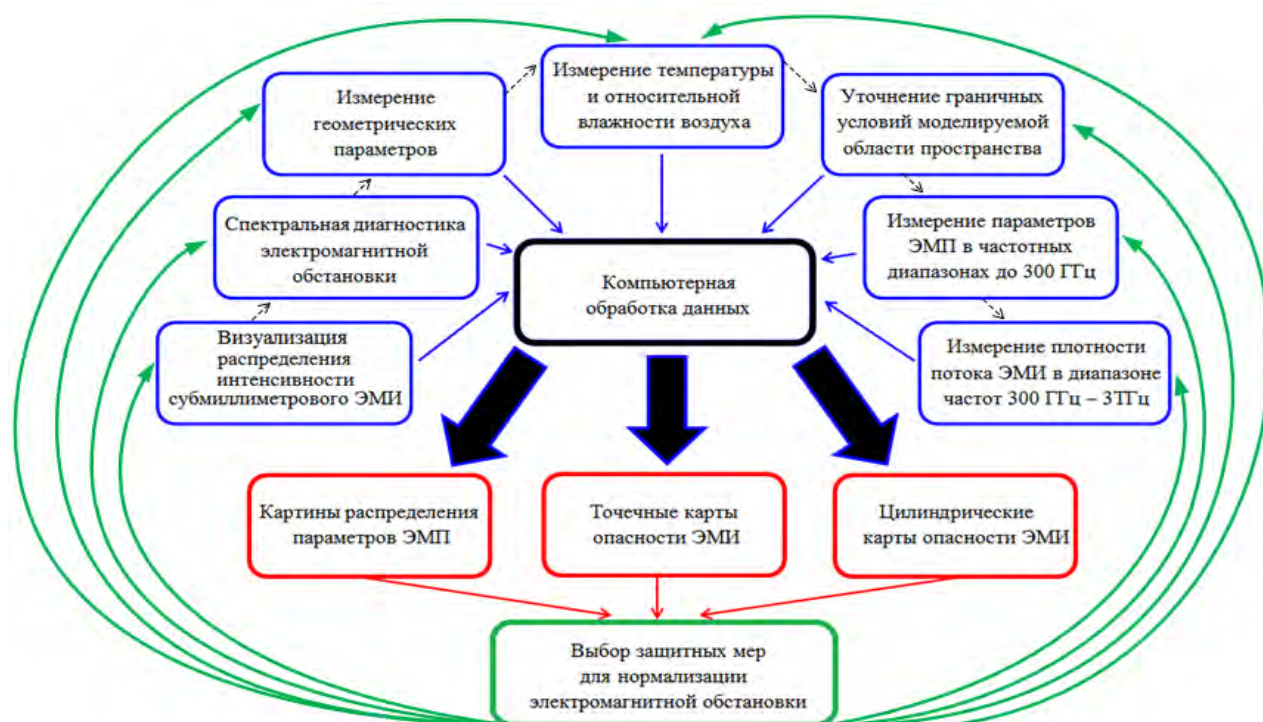 Измерение температуры
и относительной
влажности воздуха
Измерение
геометрических
параметров
Уточнение граничных
условий моделируемой
области пространства
Спектральная диагностика
электромагнитной
обстановки
Измерение параметров
ЭМП в частотных
диапазонах до 300 ГГц
Компьютерная
обработка данных
Визуализация
распределения
интенсивности
субмиллиметрового ЭМИ
Измерение плотности
потока ЭМИ в диапазоне
частот 300 ГГц – 3ТГц
Картины распределения
параметров ЭМП
Точечные карты
опасности ЭМИ
Цилиндрические
карты опасности ЭМИ
Выбор защитных мер
для нормализации
электромагнитной обстановки